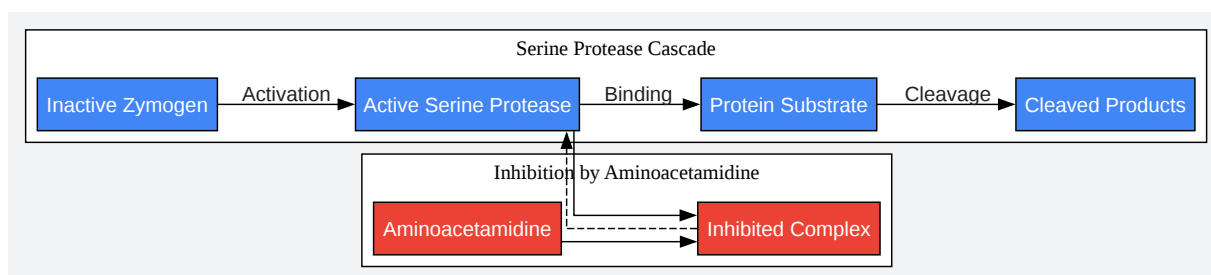 Serine Protease Cascade
Inactive Zymogen
Activation
Active Serine Protease
Binding
Protein Substrate
Cleavage
Cleaved Products
Inhibition by Aminoacetamidine
Aminoacetamidine
Inhibited Complex